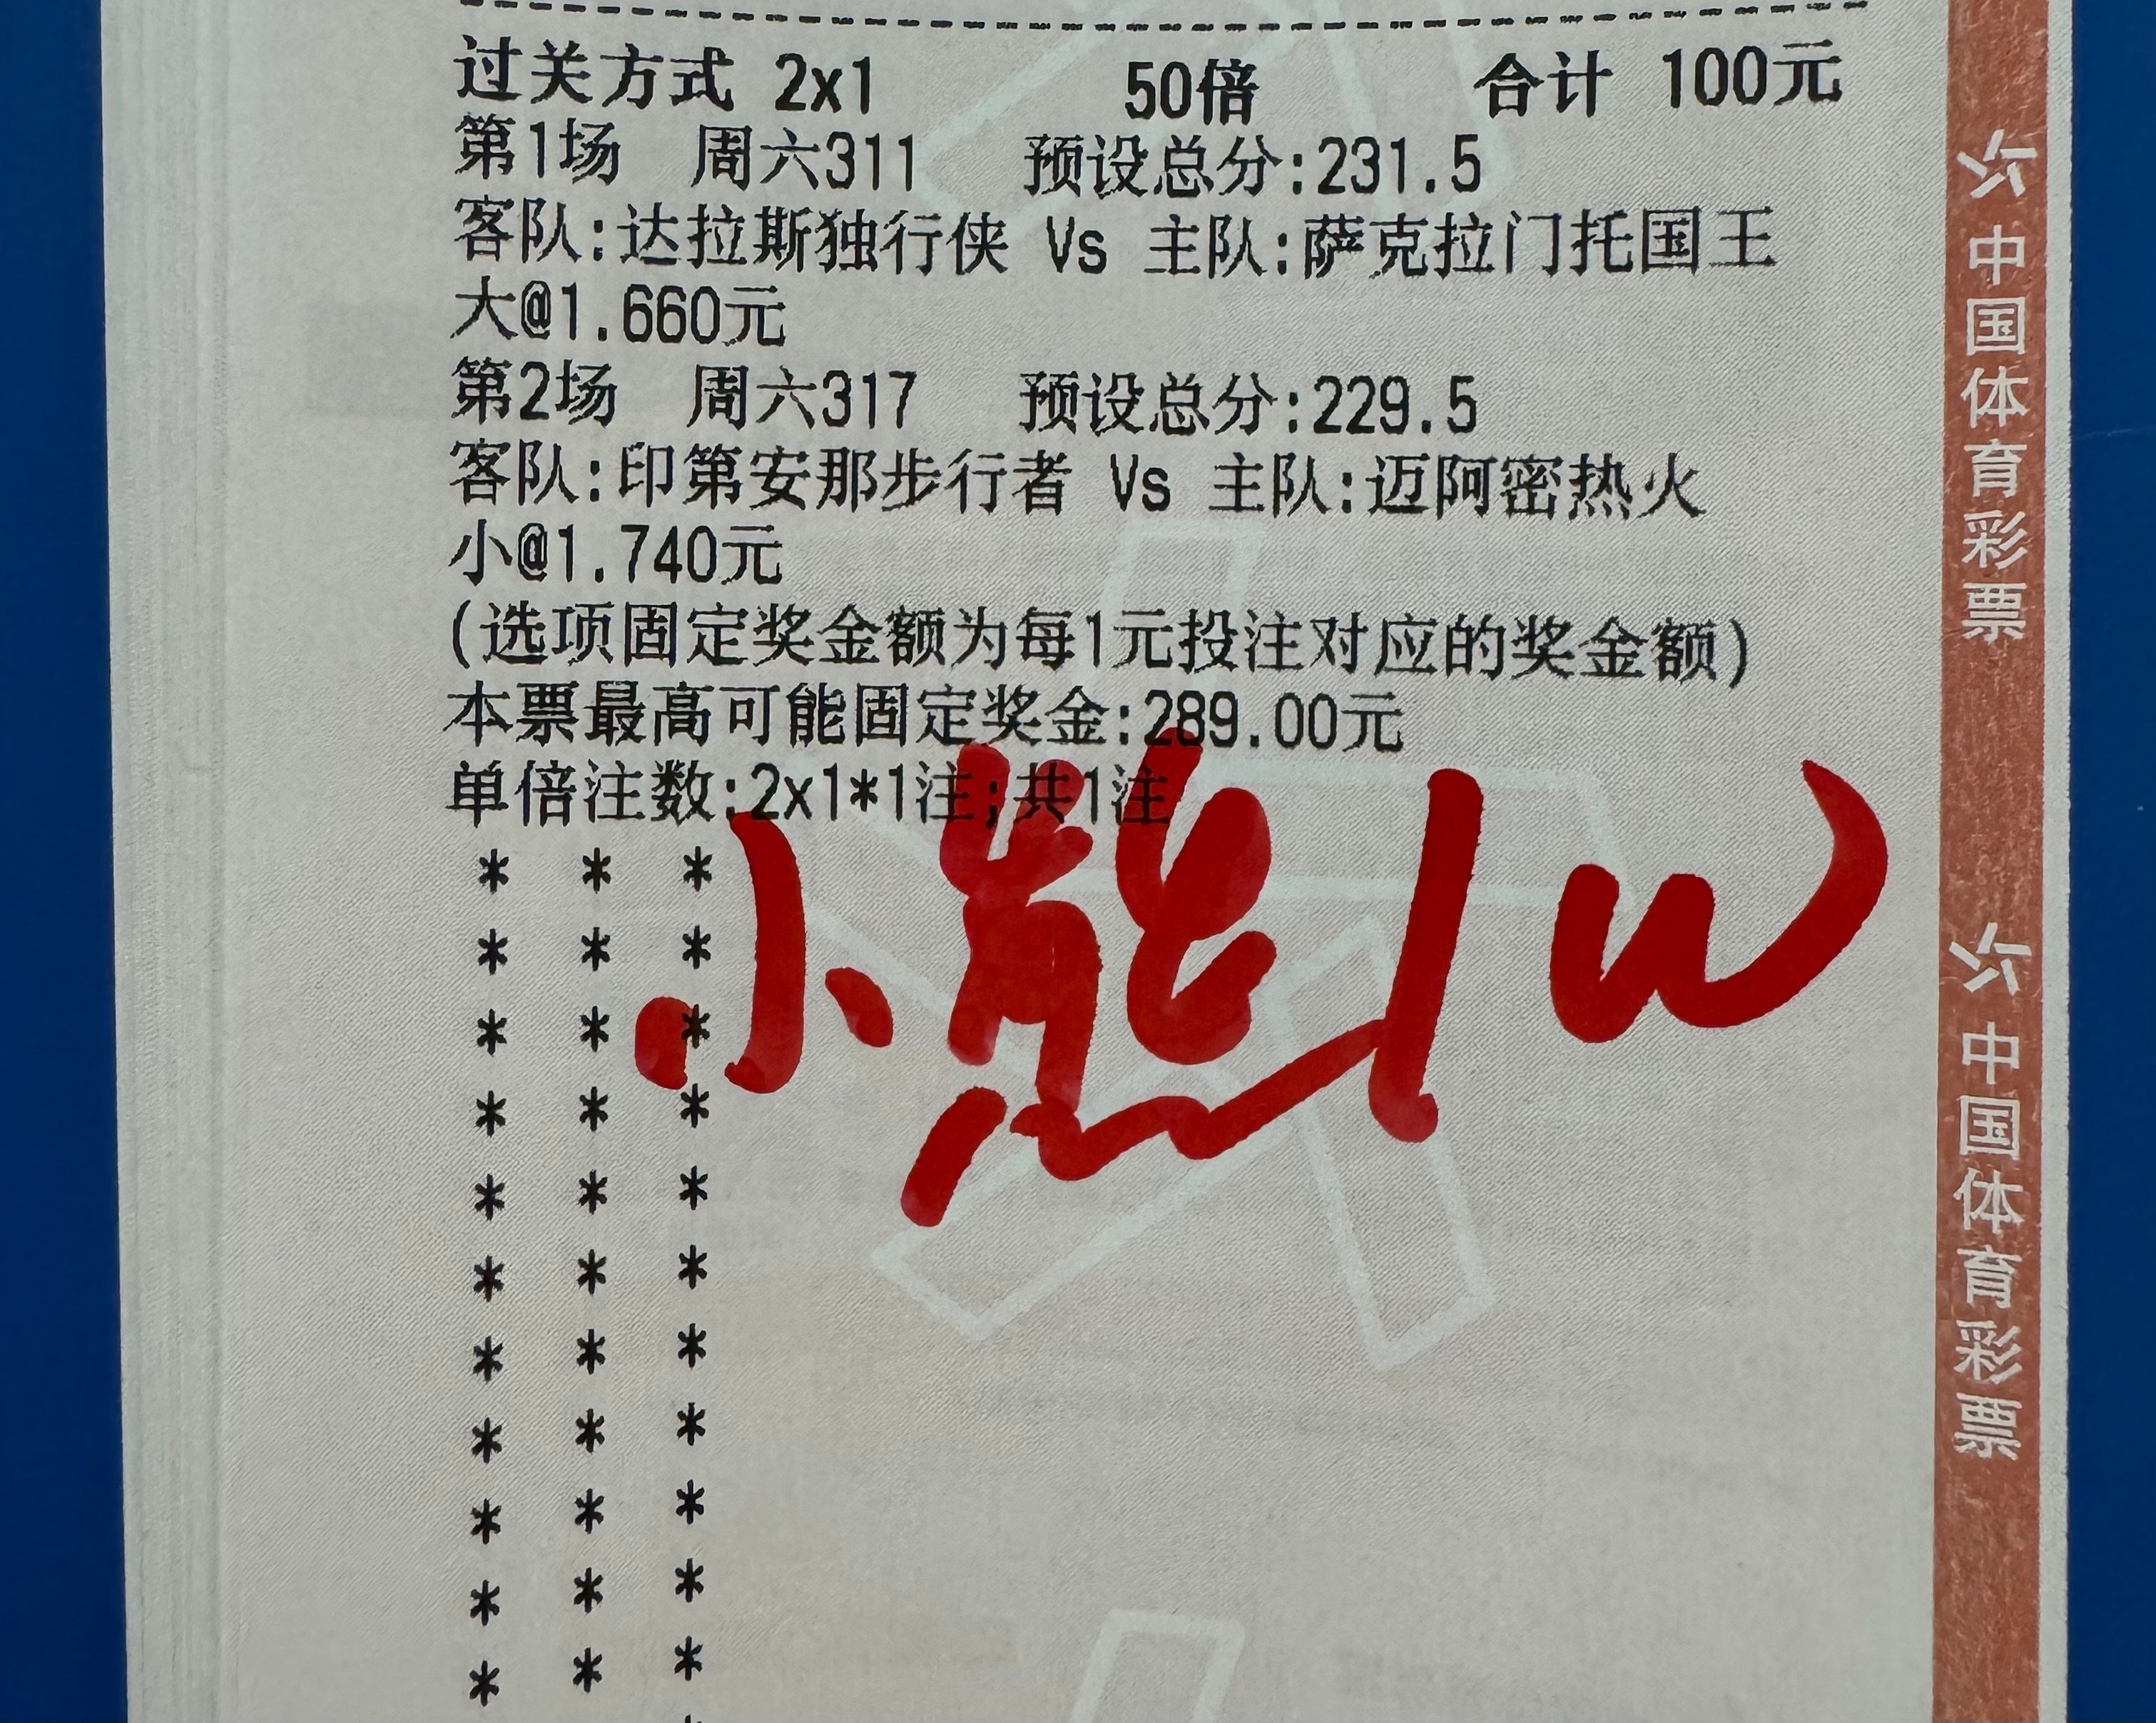 过关方式 2x1 50倍 合计 100元
第1场 周六311 预设总分:231.5
客队:达拉斯独行侠 Vs 主队:萨克拉门托国王
大@1.660元
第2场 周六317 预设总分:229.5
客队:印第安那步行者 Vs 主队:迈阿密热火
小@1.740元
(选项固定奖金额为每1元投注对应的奖金额)
本票最高可能固定奖金:289.00元
单倍注数:2x1*1注;共1注
小熊1w
* * *
* * *
* * *
* * *
* * *
* * *
* * *
* * *
* * *
* * *
* * *
中国体育彩票
中国体育彩票